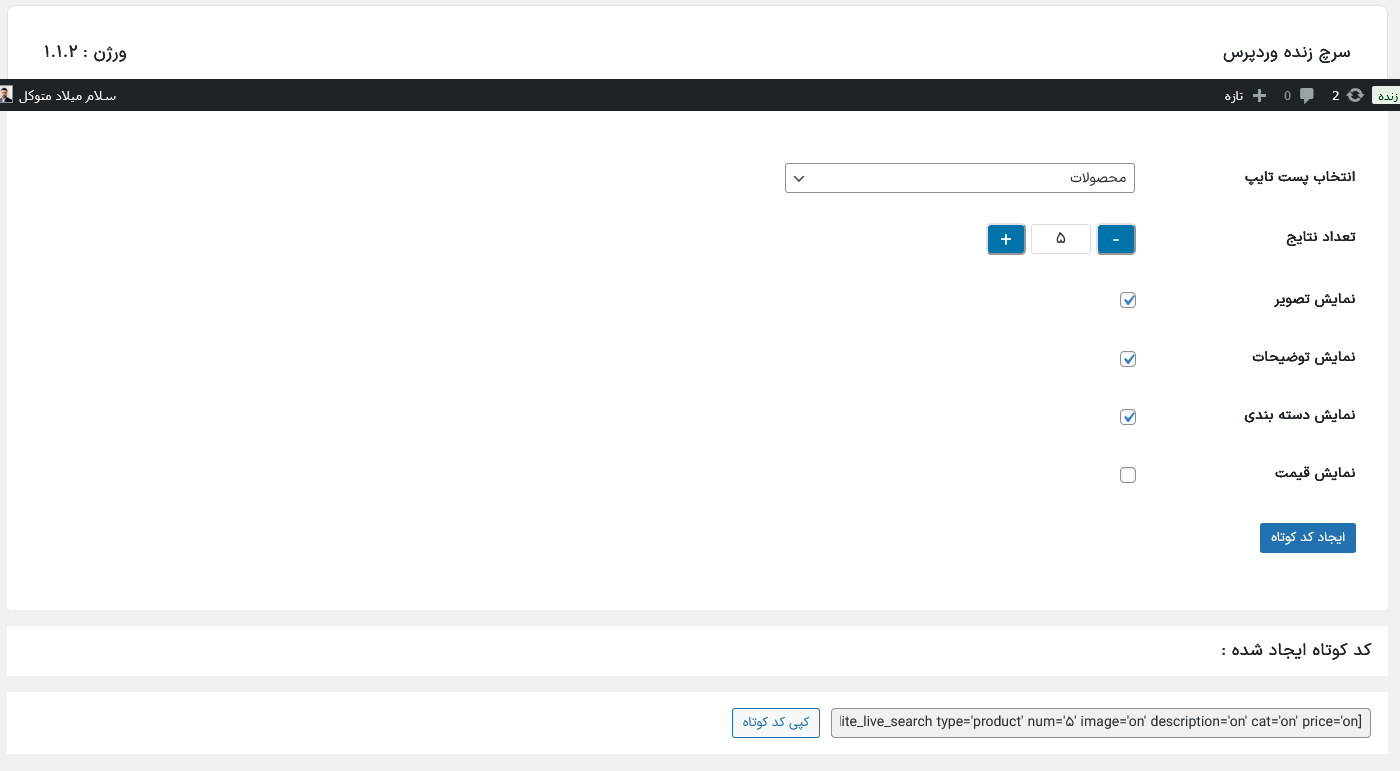 سرچ زنده وردپرس
ورژن : ۱.۱.۲
زنده 2 0 تازه
سلام میلاد متوکل
انتخاب پست تایپ
محصولات
تعداد نتایج
- ۵ +
نمایش تصویر
نمایش توضیحات
نمایش دسته بندی
نمایش قیمت
ایجاد کد کوتاه
کد کوتاه ایجاد شده :
ite_live_search type='product' num='۵' image='on' description='on' cat='on' price='on]
کپی کد کوتاه